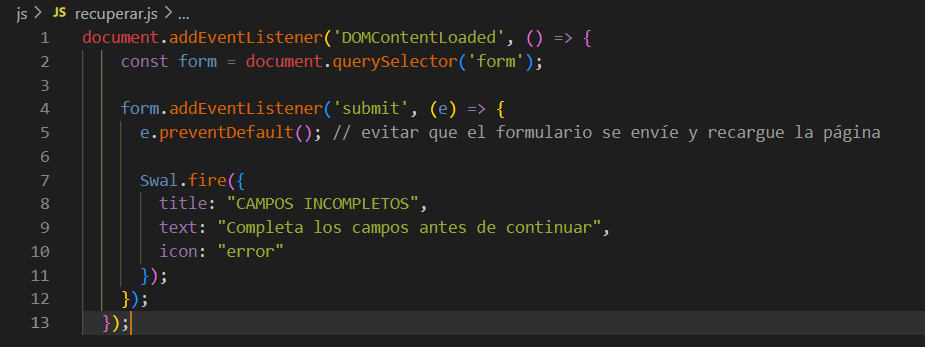 js > JS recuperar.js > ...
1 document.addEventListener('DOMContentLoaded', () => {
2 const form = document.querySelector('form');
3
4 form.addEventListener('submit', (e) => {
5 e.preventDefault(); // evitar que el formulario se envíe y recargue la página
6
7 Swal.fire({
8 title: "CAMPOS INCOMPLETOS",
9 text: "Completa los campos antes de continuar",
10 icon: "error"
11 });
12 });
13 });